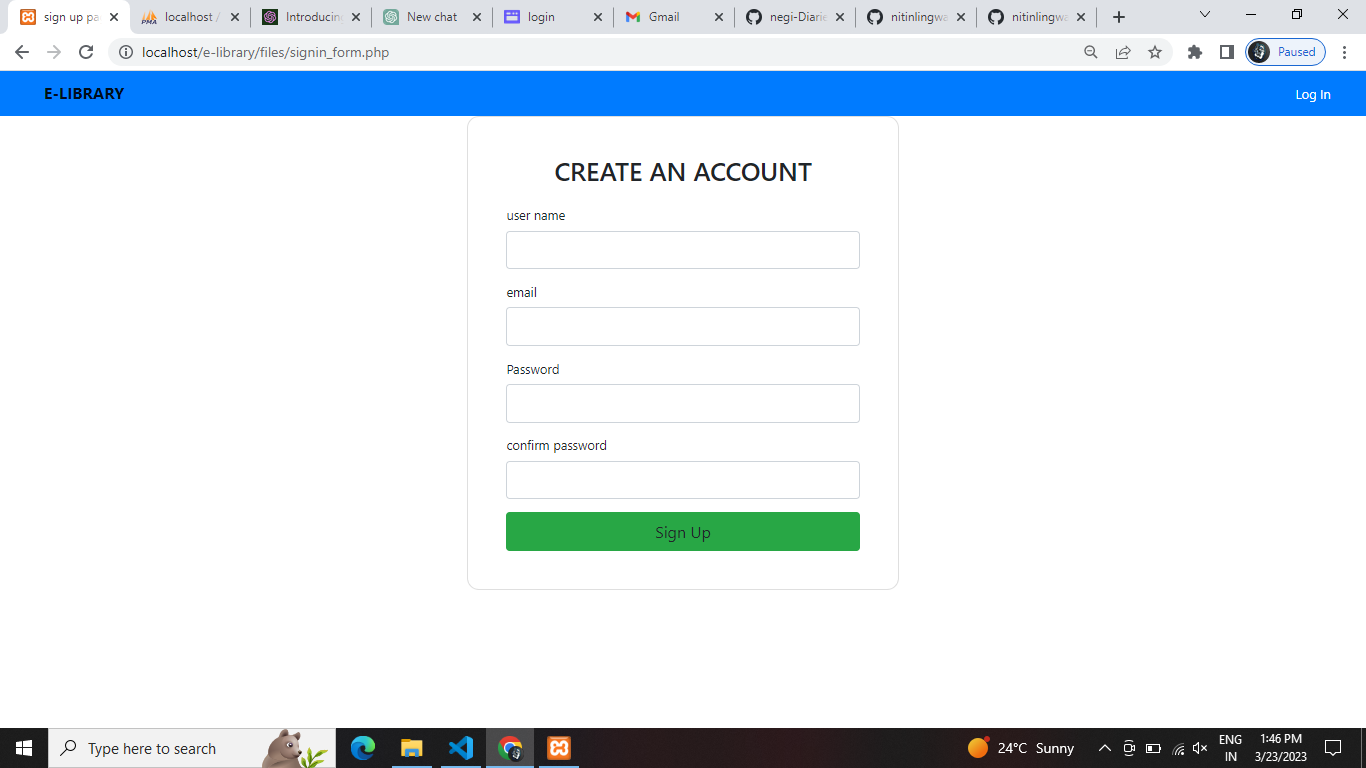 sign up pa
localhost /
Introducin
New chat
login
Gmail
negi-Diarie
nitinlingwa
nitinlingwa
localhost/e-library/files/signin_form.php
Paused
E-LIBRARY
Log In
CREATE AN ACCOUNT
user name
email
Password
confirm password
Sign Up
Type here to search
24°C Sunny
ENG
IN
1:46 PM
3/23/2023